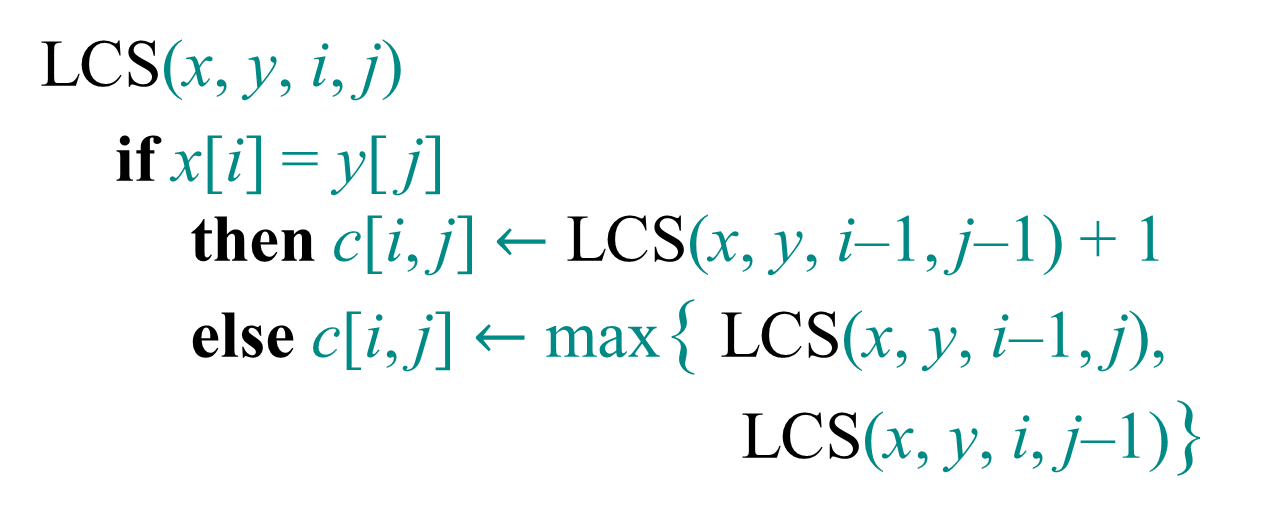 LCS(x, y, i, j)
if x[i] = y[ j]
then c[i, j] ← LCS(x, y, i–1, j–1) + 1
else c[i, j] ← max{ LCS(x, y, i–1, j),
LCS(x, y, i, j–1)}